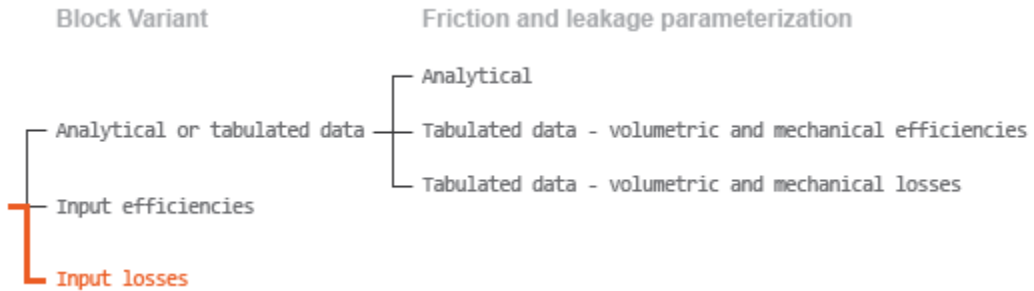 Block Variant
Friction and leakage parameterization
Analytical
Analytical or tabulated data
Tabulated data - volumetric and mechanical efficiencies
Tabulated data - volumetric and mechanical losses
Input efficiencies
Input losses